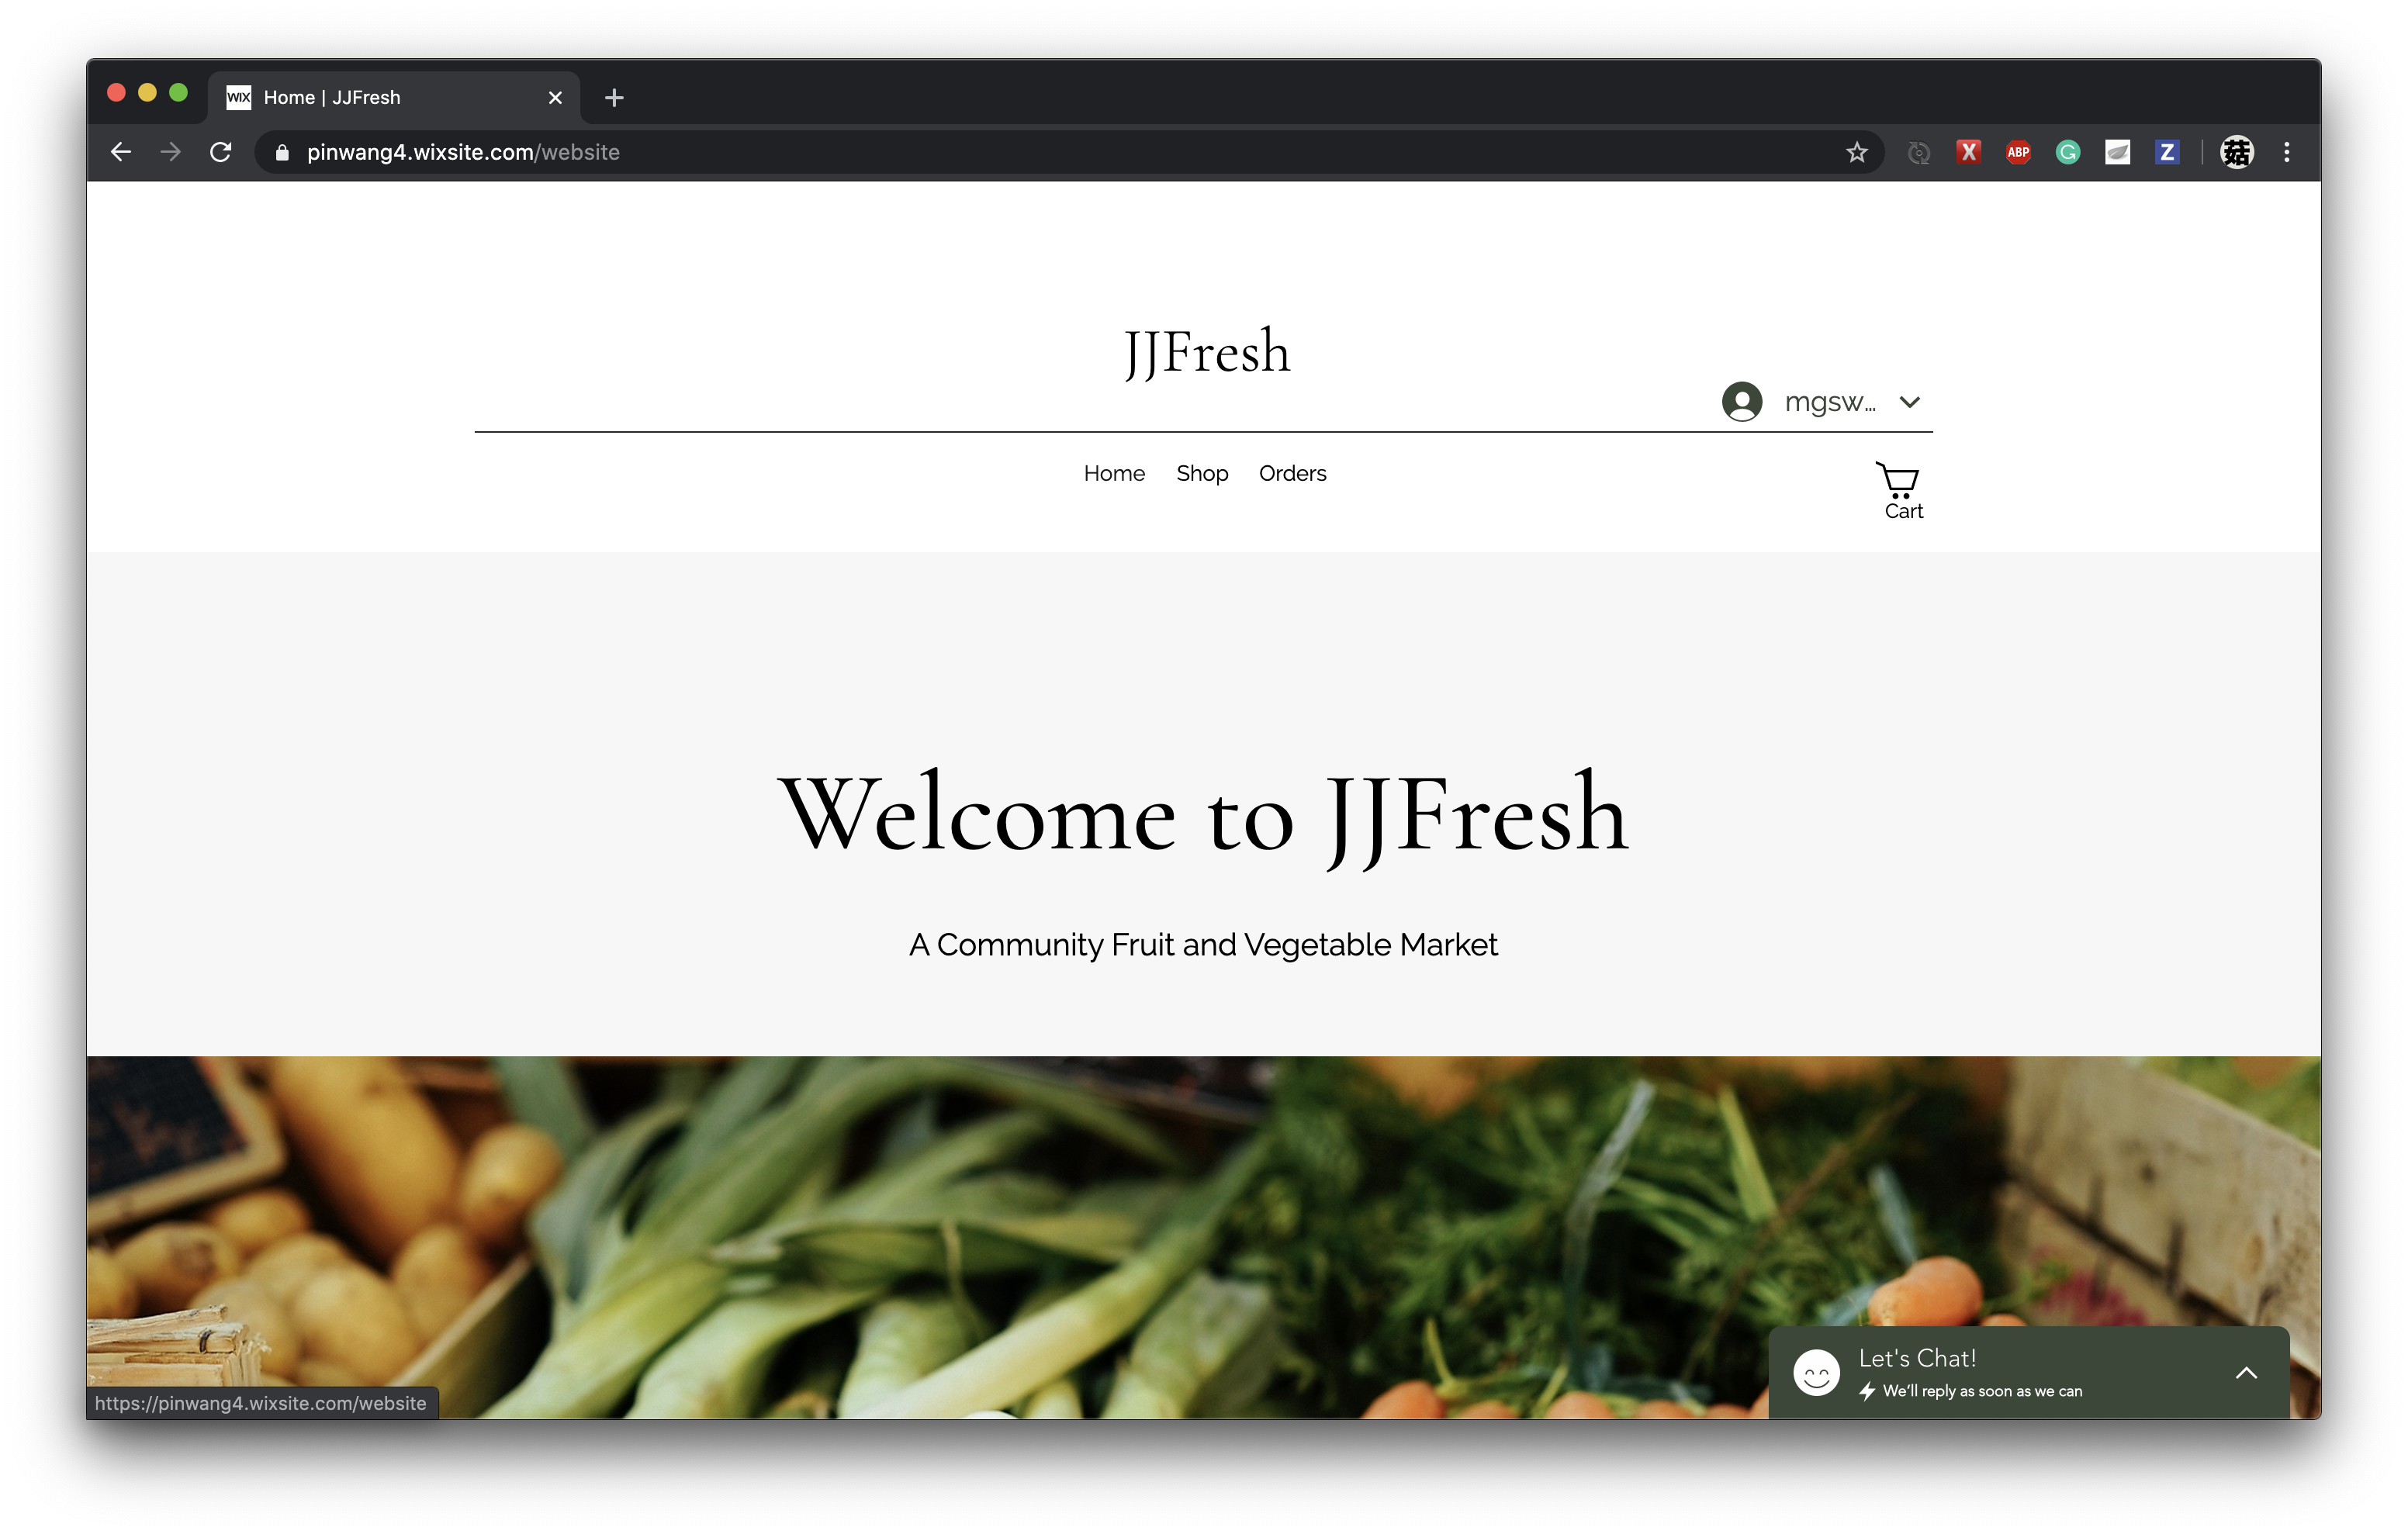 WIX Home | JJFresh
pinwang4.wixsite.com/website
X ABP G Z 菇
JJFresh
mgsw...
Home Shop Orders
Cart
Welcome to JJFresh
A Community Fruit and Vegetable Market
Let's Chat!
We'll reply as soon as we can
https://pinwang4.wixsite.com/website